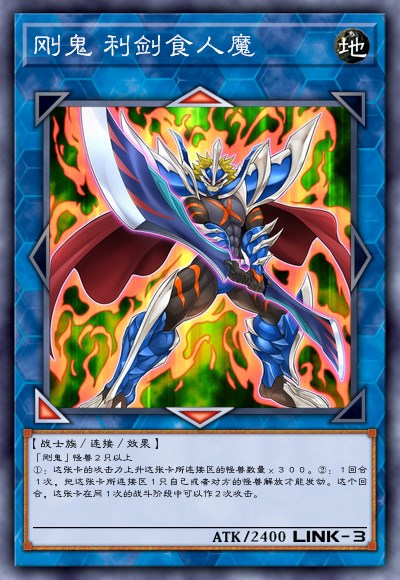 刚鬼 利剑食人魔
地
【战士族／连接／效果】
「刚鬼」怪兽2只以上
①：这张卡的攻击力上升这张卡所连接区的怪兽数量×３００。②：1回合
1次，把这张卡所连接区1只自己或者对方的怪兽解放才能发动。这个回
合，这张卡在同1次的战斗阶段中可以作2次攻击。
ATK/2400 LINK-3